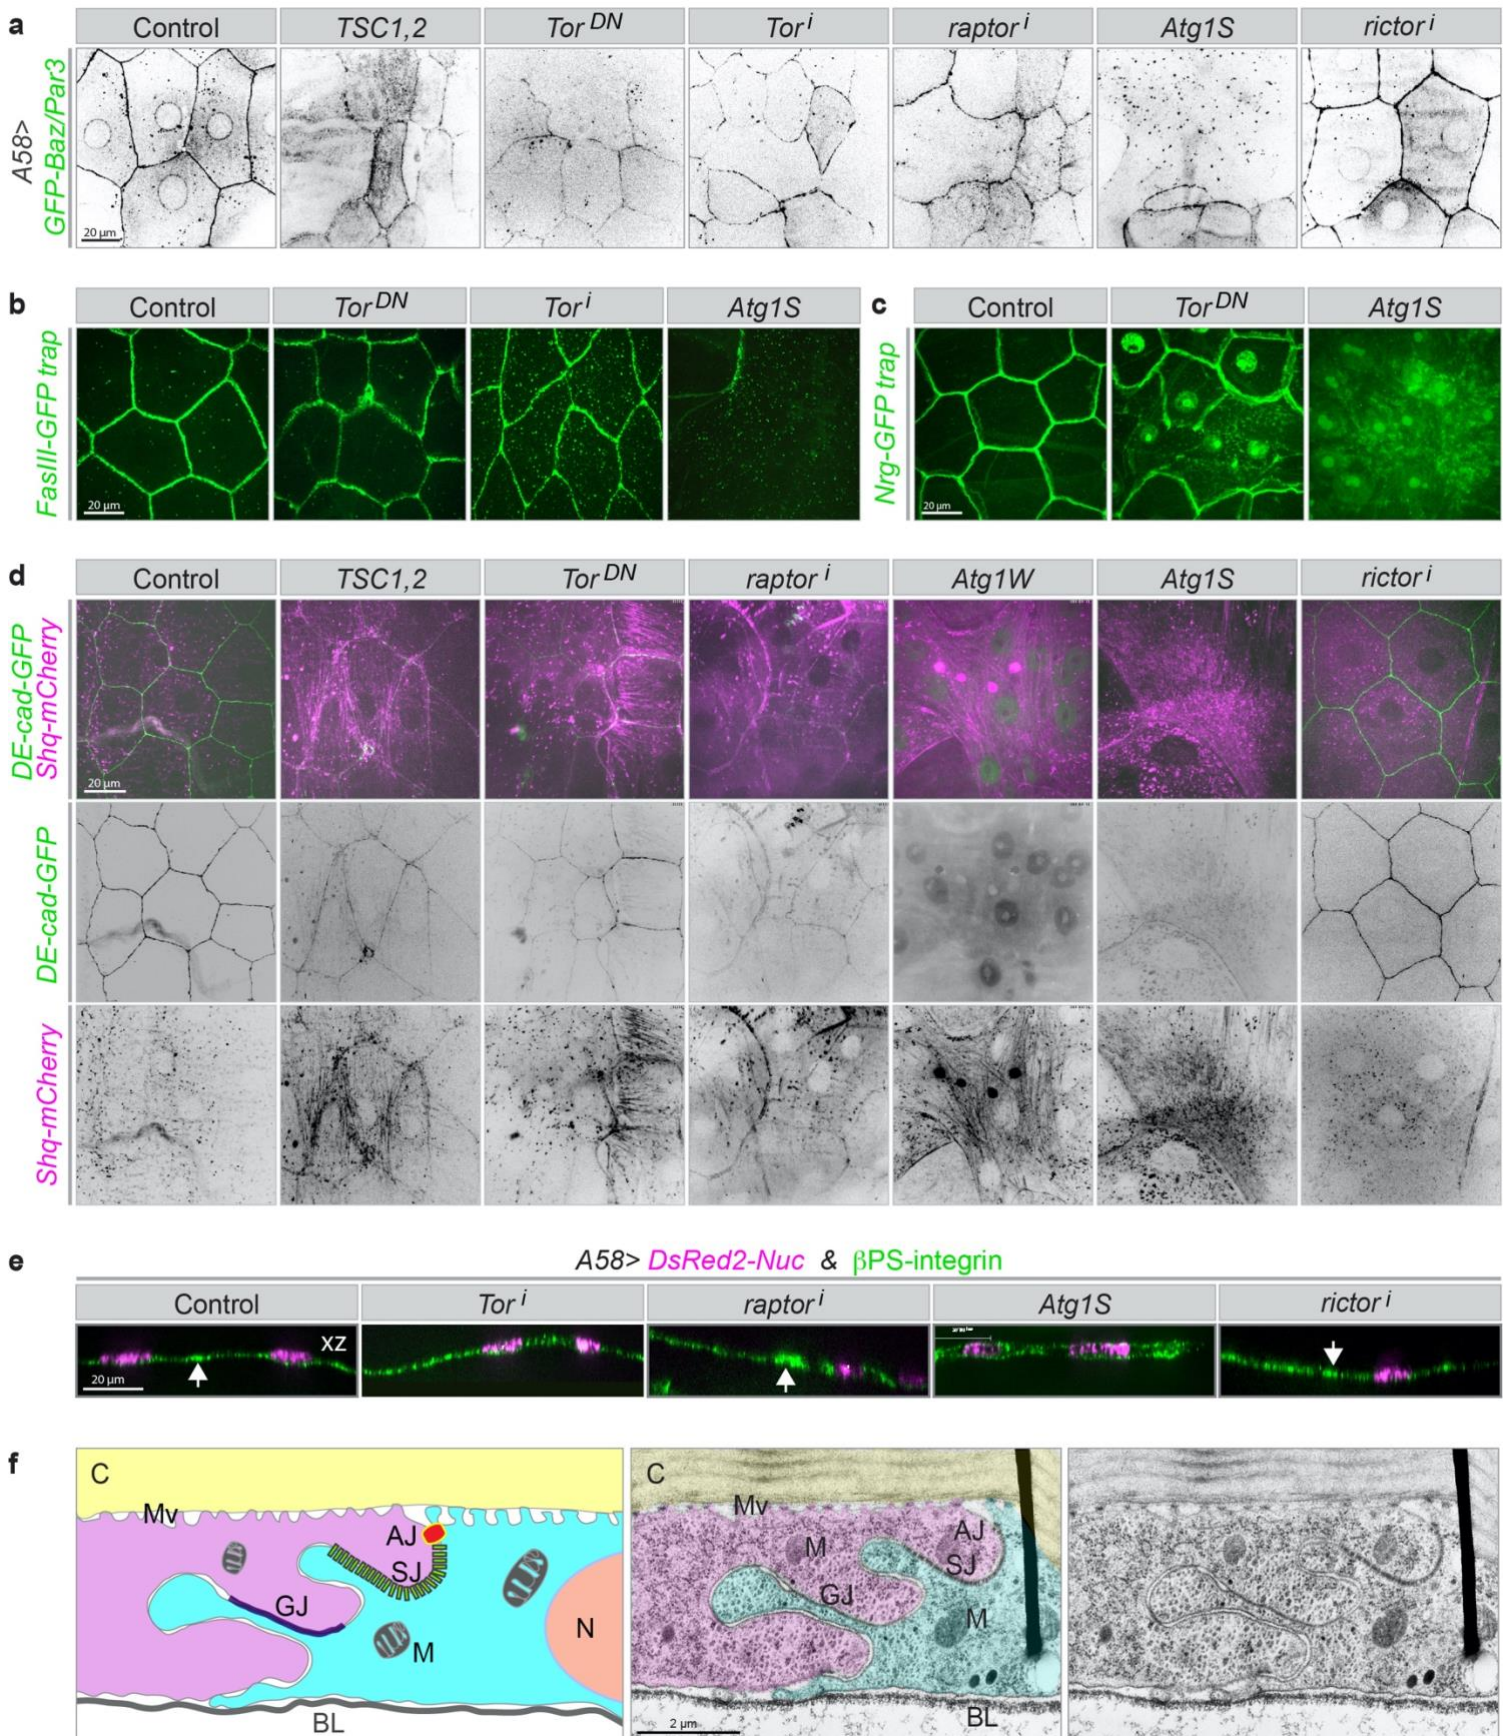 a
Control
TSC1,2
Tor DN
Tor i
raptor i
Atg1S
rictor i
A58>
GFP-Baz/Par3
20 µm
b
Control
Tor DN
Tor i
Atg1S
FasIII-GFP trap
20 µm
c
Control
Tor DN
Atg1S
Nrg-GFP trap
20 µm
d
Control
TSC1,2
Tor DN
raptor i
Atg1W
Atg1S
rictor i
DE-cad-GFP
Shq-mCherry
20 µm
DE-cad-GFP
Shq-mCherry
e
A58> DsRed2-Nuc & βPS-integrin
Control
Tor i
raptor i
Atg1S
rictor i
xz
20 µm
f
C
Mv
AJ
SJ
GJ
M
N
BL
C
Mv
M
AJ
SJ
GJ
M
BL
2 µm